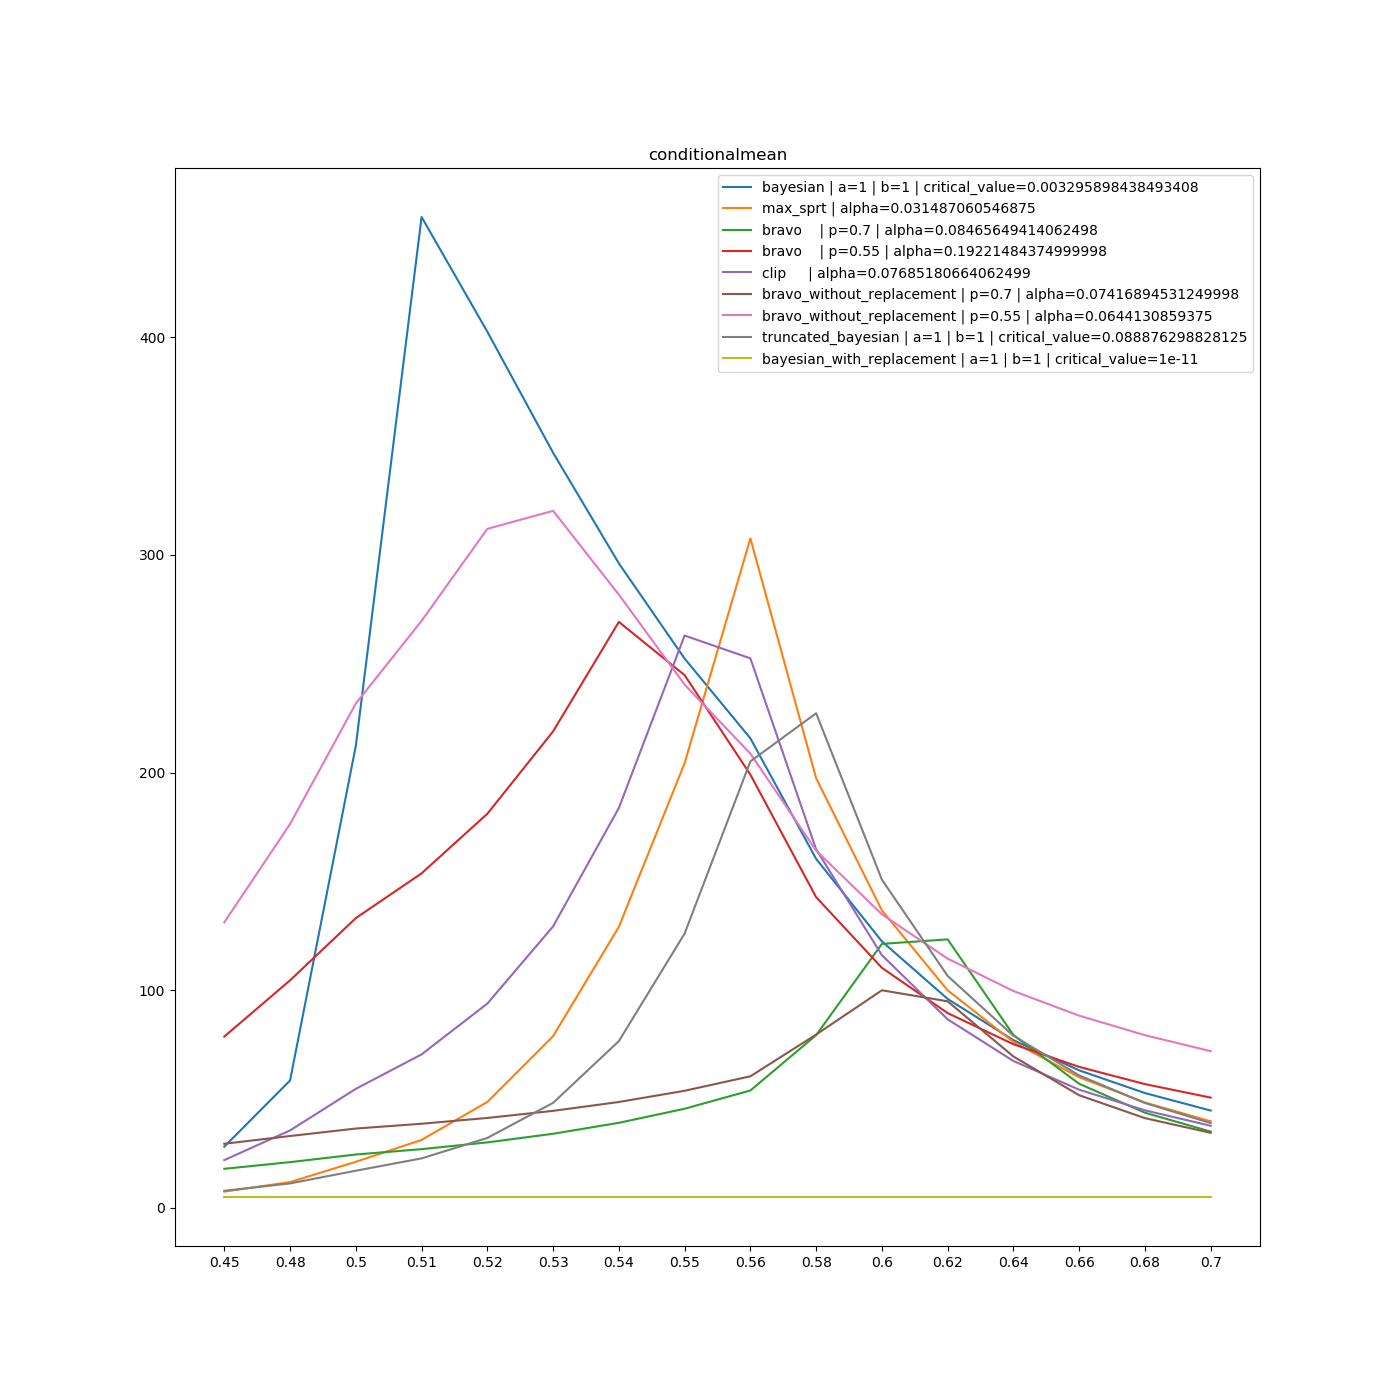 conditionalmean
bayesian | a=1 | b=1 | critical_value=0.003295898438493408
max_sprt | alpha=0.031487060546875
bravo    | p=0.7 | alpha=0.08465649414062498
bravo    | p=0.55 | alpha=0.19221484374999998
clip     | alpha=0.07685180664062499
bravo_without_replacement | p=0.7 | alpha=0.07416894531249998
bravo_without_replacement | p=0.55 | alpha=0.0644130859375
truncated_bayesian | a=1 | b=1 | critical_value=0.088876298828125
bayesian_with_replacement | a=1 | b=1 | critical_value=1e-11
400
300
200
100
0
0.45 0.48 0.5 0.51 0.52 0.53 0.54 0.55 0.56 0.58 0.6 0.62 0.64 0.66 0.68 0.7